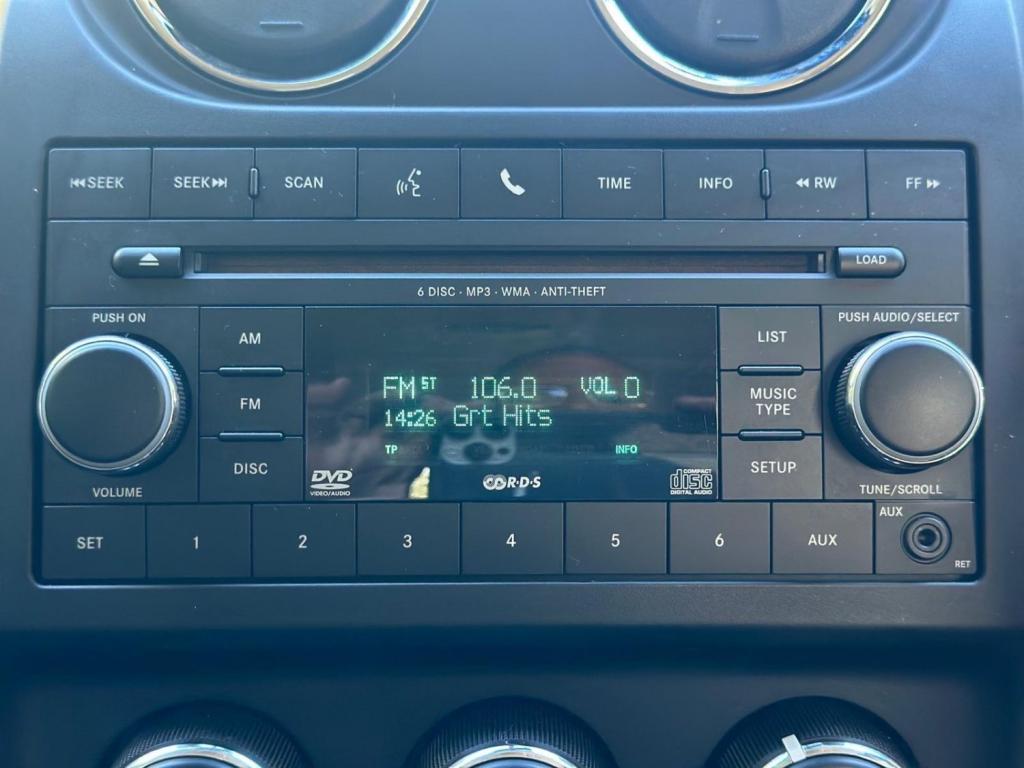 SEEK SEEK SCAN TIME INFO RW FF
LOAD
6 DISC · MP3 · WMA · ANTI-THEFT
PUSH ON
VOLUME
AM
FM
DISC
FM ST 106.0 VOL 0
14:26 Grt Hits
TP INFO
DVD
VIDEO/AUDIO
R·D·S
COMPACT
disc
DIGITAL AUDIO
LIST
MUSIC
TYPE
SETUP
PUSH AUDIO/SELECT
TUNE/SCROLL
SET 1 2 3 4 5 6 AUX
AUX
RET